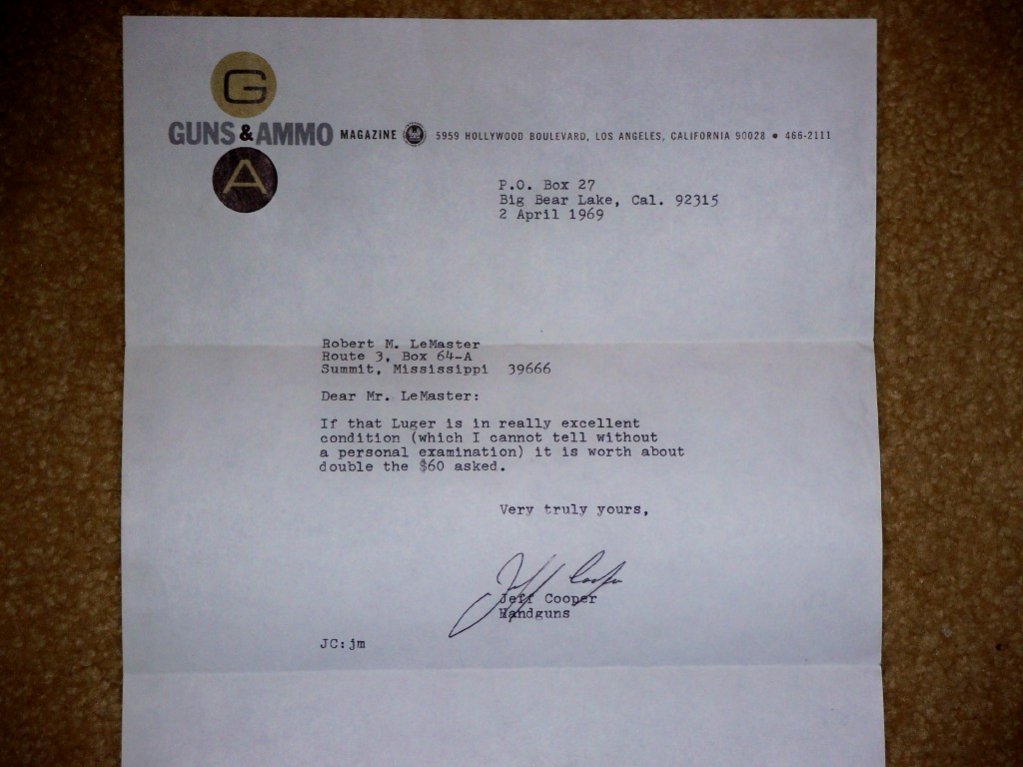 G
GUNS & AMMO MAGAZINE 5959 HOLLYWOOD BOULEVARD, LOS ANGELES, CALIFORNIA 90028 • 466-2111
A
P.O. Box 27
Big Bear Lake, Cal. 92315
2 April 1969
Robert M. LeMaster
Route 3, Box 64-A
Summit, Mississippi 39666
Dear Mr. LeMaster:
If that Luger is in really excellent
condition (which I cannot tell without
a personal examination) it is worth about
double the $60 asked.
Very truly yours,
Jeff Cooper
Jeff Cooper
Handguns
JC:jm